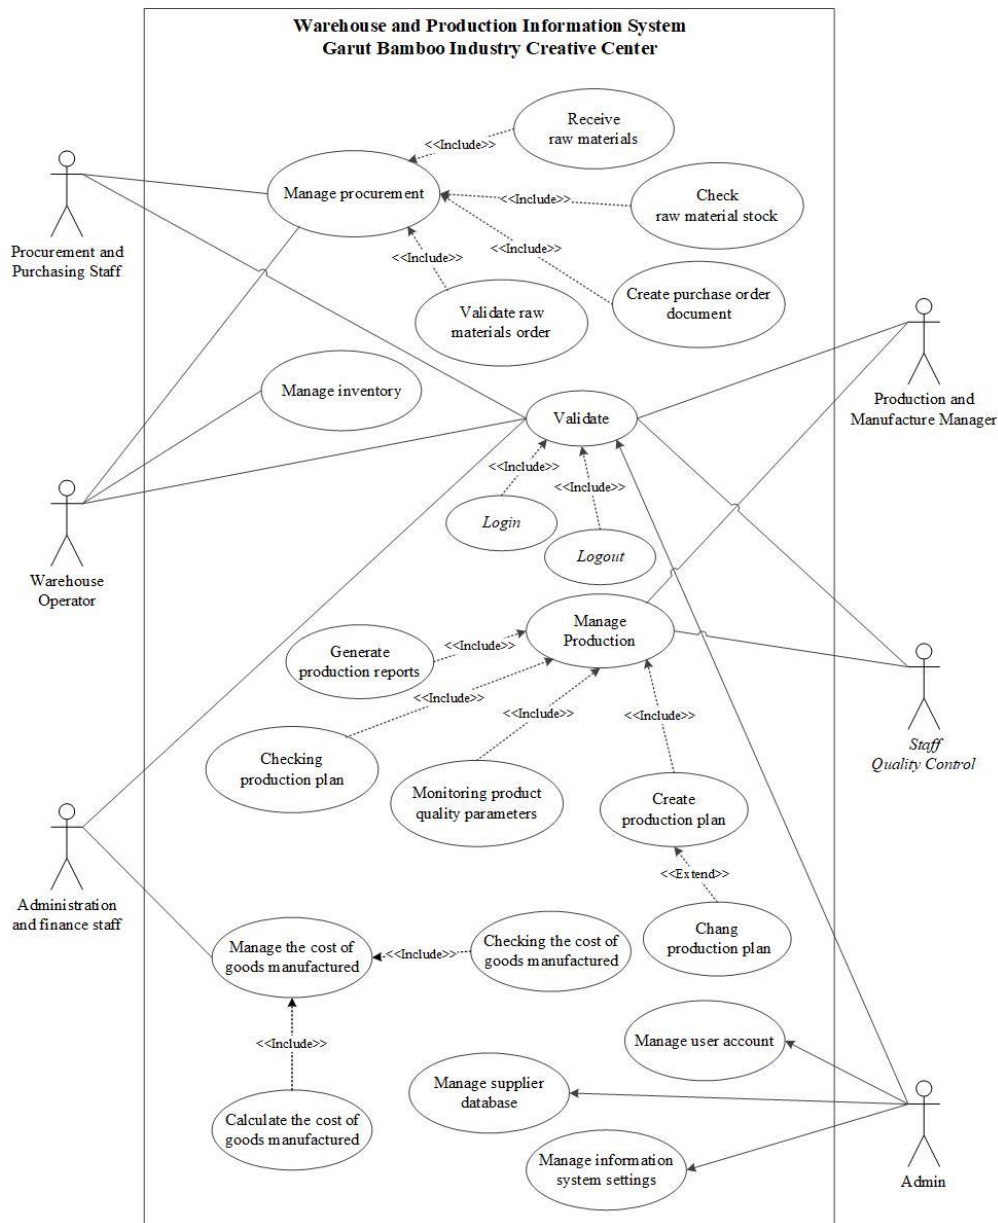 Warehouse and Production Information System
Garut Bamboo Industry Creative Center
Receive
raw materials
<<Include>>
Manage procurement
Check
raw material stock
<<Include>>
Procurement and
Purchasing Staff
<<Include>>
<<Include>>
Create purchase order
document
Validate raw
materials order
Manage inventory
Validate
Production and
Manufacture Manager
<<Include>>
<<Include>>
Login
Logout
Warehouse
Operator
Manage
Production
Generate
production reports
<<Include>>
<<Include>>
<<Include>>
<<Include>>
Staff
Quality Control
Checking
production plan
Monitoring product
quality parameters
Create
production plan
<<Extend>>
Administration
and finance staff
Chang
production plan
Manage the cost of
goods manufactured
<<Include>>
Checking the cost of
goods manufactured
<<Include>>
Manage user account
Manage supplier
database
Calculate the cost of
goods manufactured
Manage information
system settings
Admin